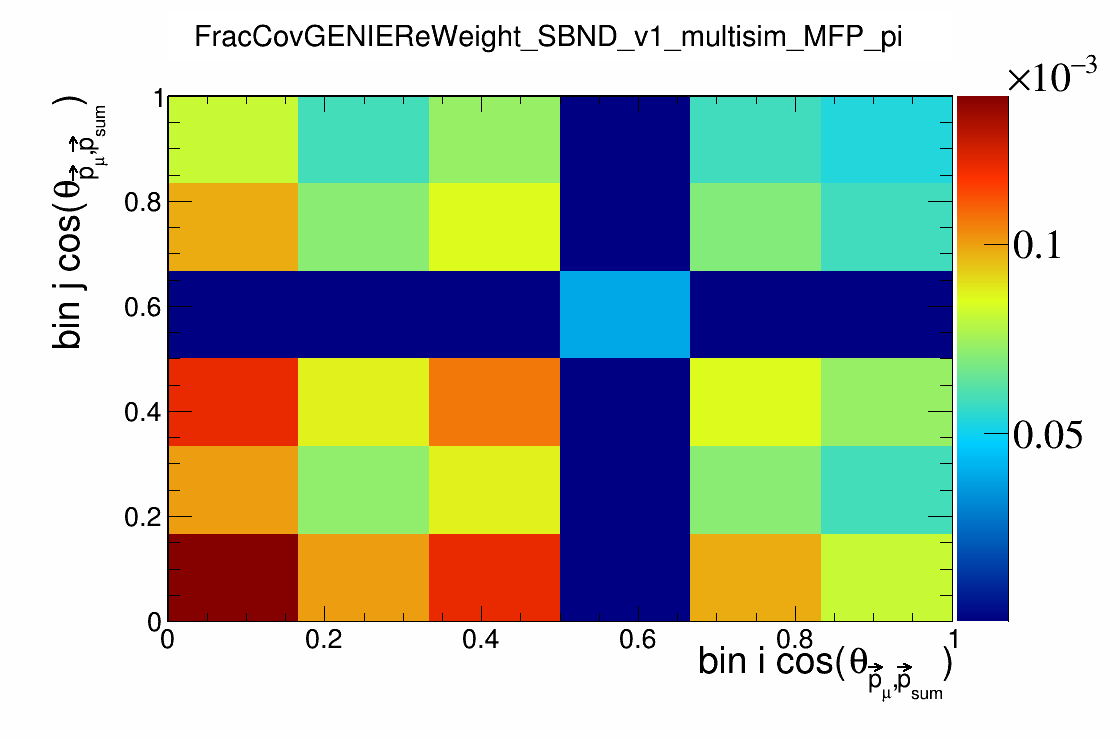 FracCovGENIEReWeight_SBND_v1_multisim_MFP_pi
×10⁻³
bin j cos(θ p⃗μ,p⃗sum)
1
0.8
0.6
0.4
0.2
0
0.1
0.05
0 0.2 0.4 0.6 0.8 1
bin i cos(θ p⃗μ,p⃗sum)